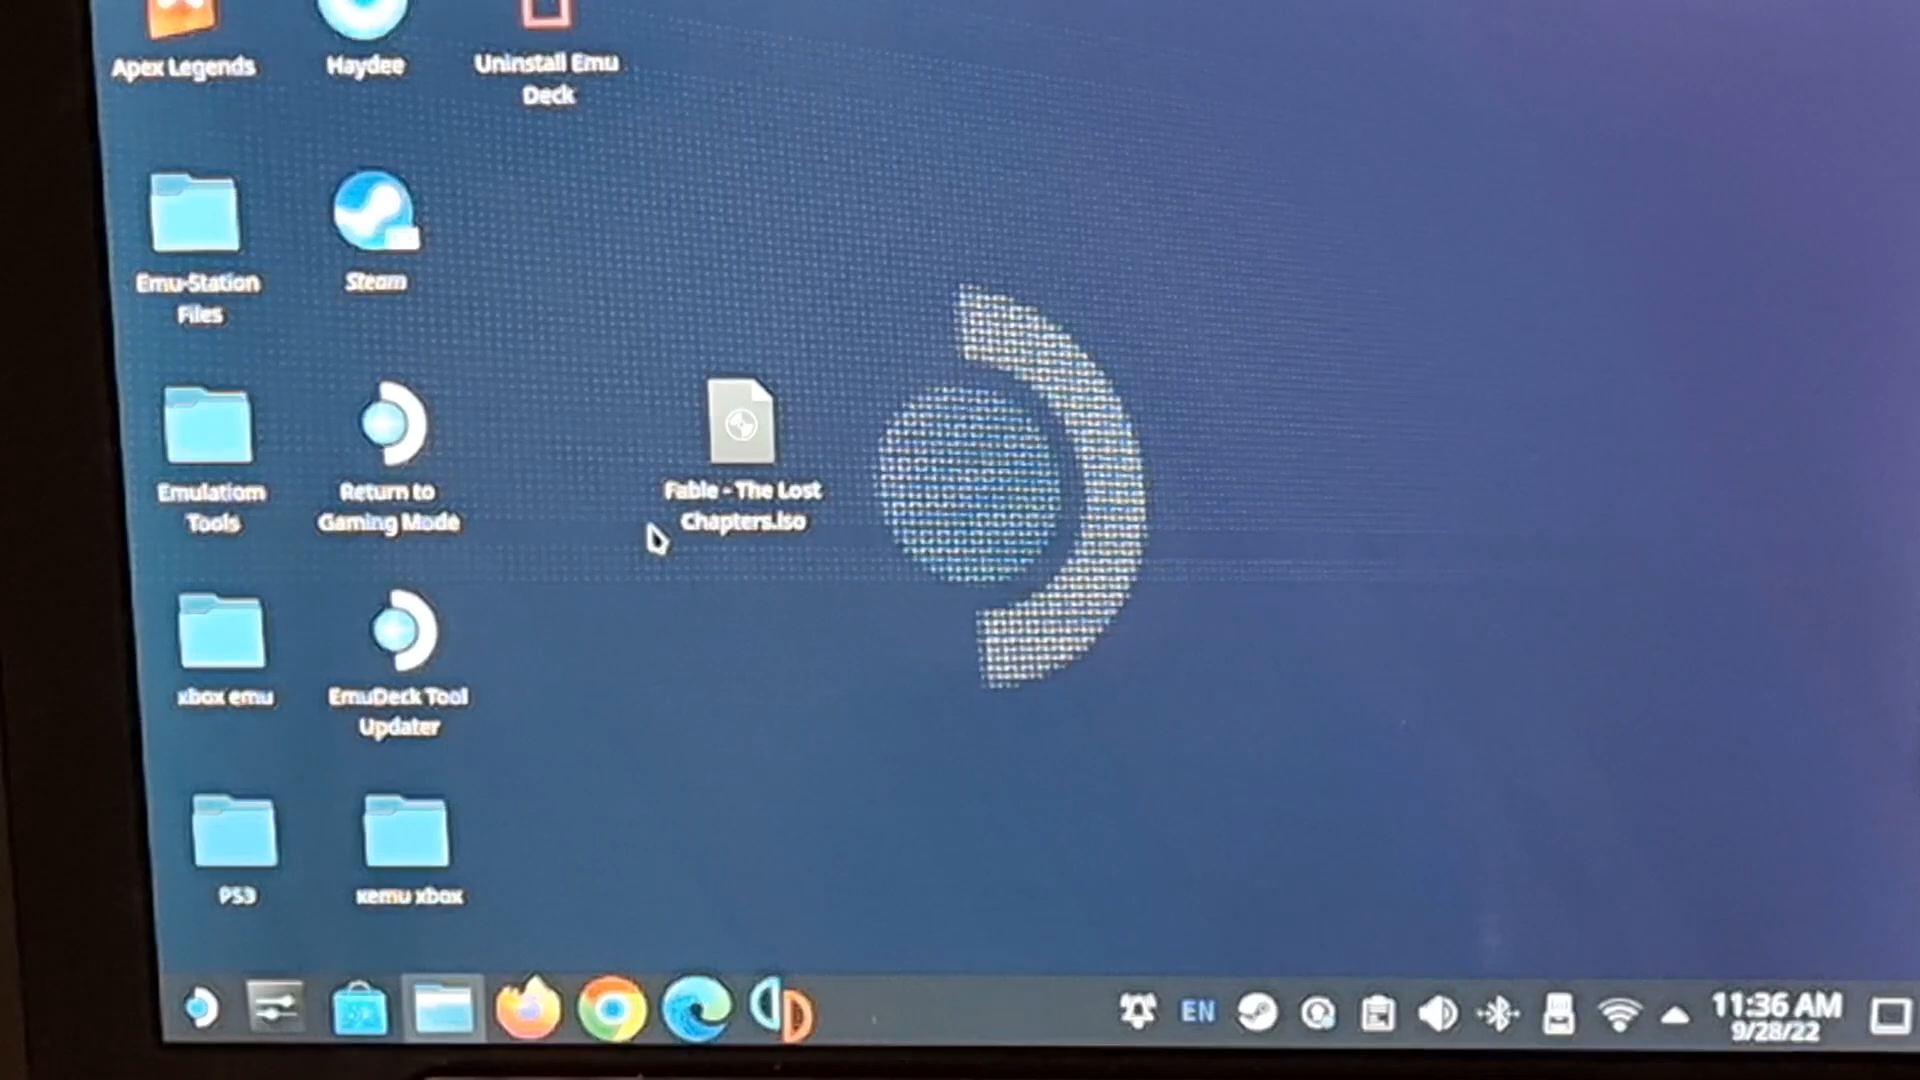 Apex Legends
Haydee
Uninstall Emu
Deck
Emu-Station
Files
Steam
Emulatiom
Tools
Return to
Gaming Mode
Fable - The Lost
Chapters.iso
xbox emu
EmuDeck Tool
Updater
PS3
xemu xbox
EN
11:36 AM
9/28/22